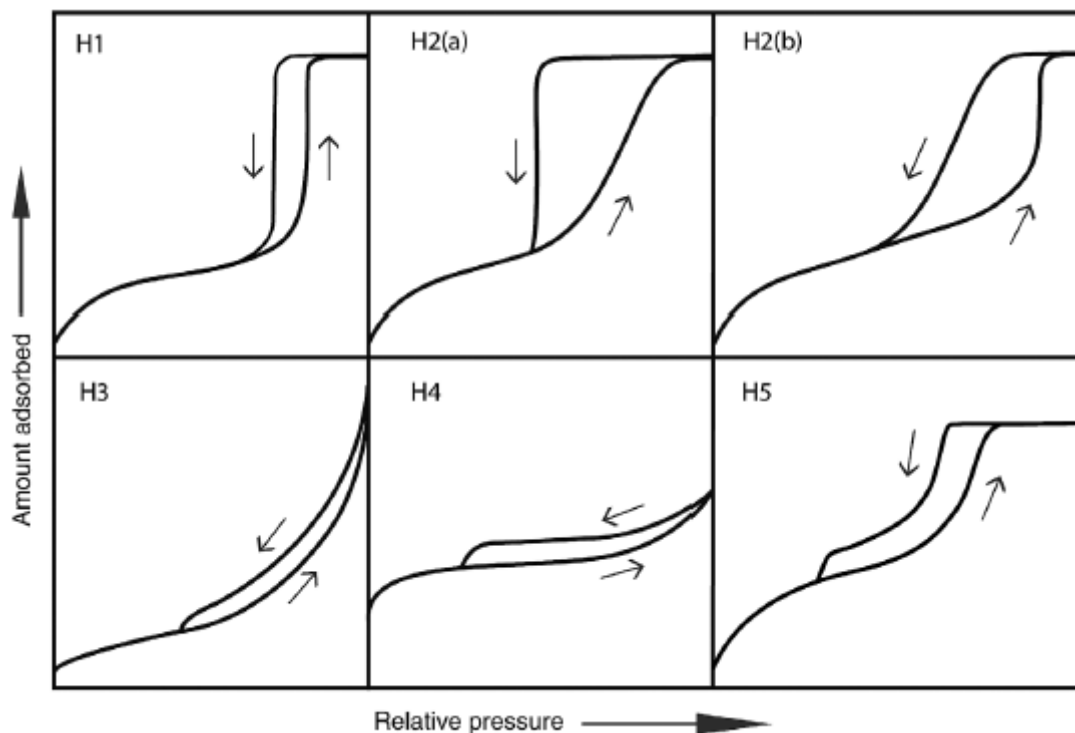 H1
H2(a)
H2(b)
H3
H4
H5
Amount adsorbed
Relative pressure